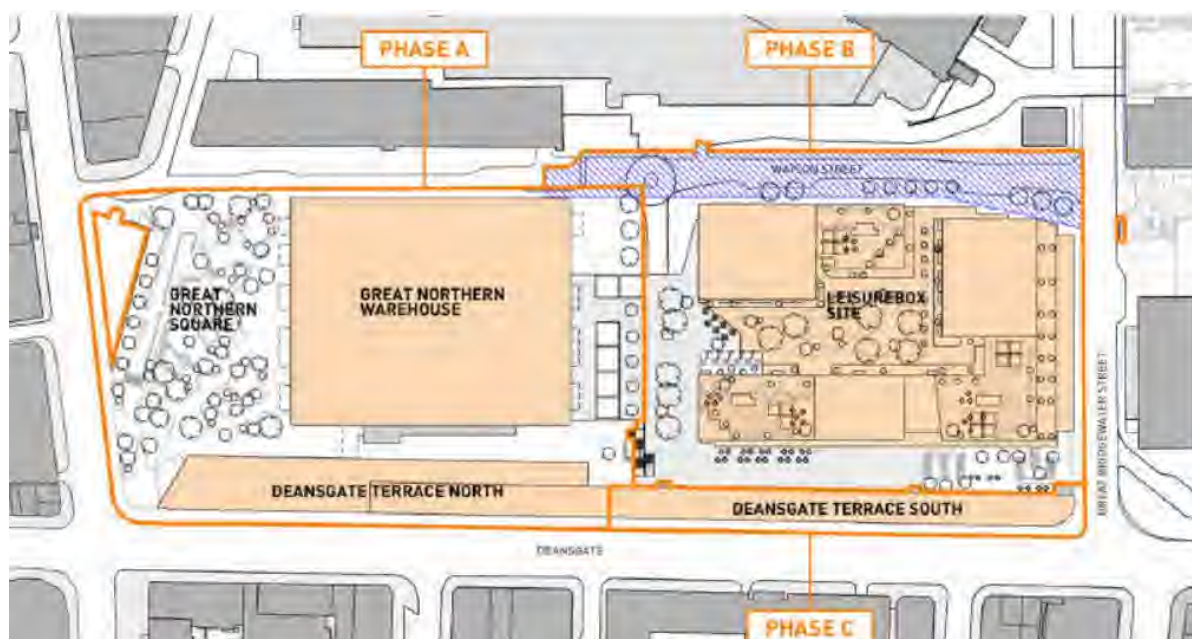 PHASE A
PHASE B
WATSON STREET
GREAT
NORTHERN
SQUARE
GREAT NORTHERN
WAREHOUSE
LEISUREBOX
SITE
GREAT BRIDGEWATER STREET
DEANSGATE TERRACE NORTH
DEANSGATE TERRACE SOUTH
DEANSGATE
PHASE C